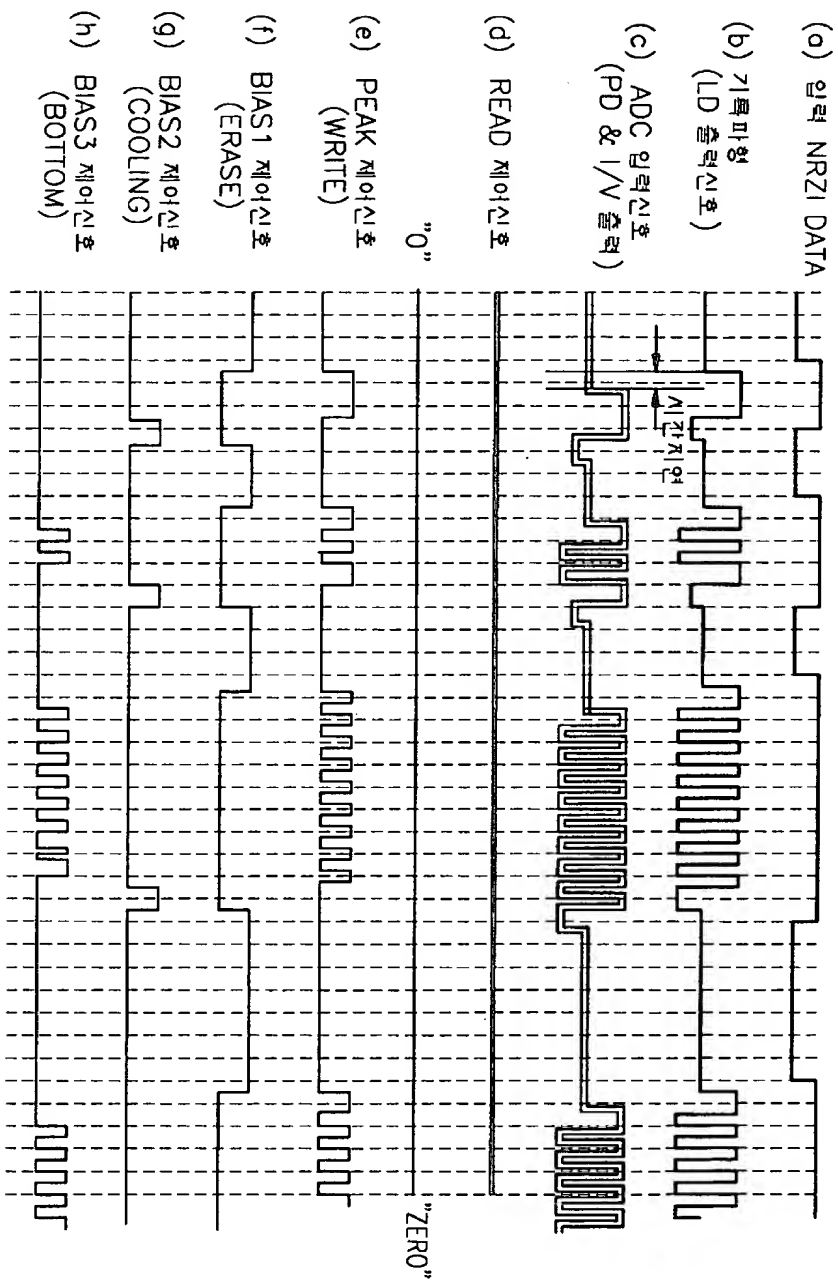 (a) 입력 NRZI DATA
(b) 기록파형
(LD 출력신호)
(c) ADC 입력신호
(PD & I/V 출력)
시간지연
(d) READ 제어신호
"0"
"ZERO"
(e) PEAK 제어신호
(WRITE)
(f) BIAS1 제어신호
(ERASE)
(g) BIAS2 제어신호
(COOLING)
(h) BIAS3 제어신호
(BOTTOM)